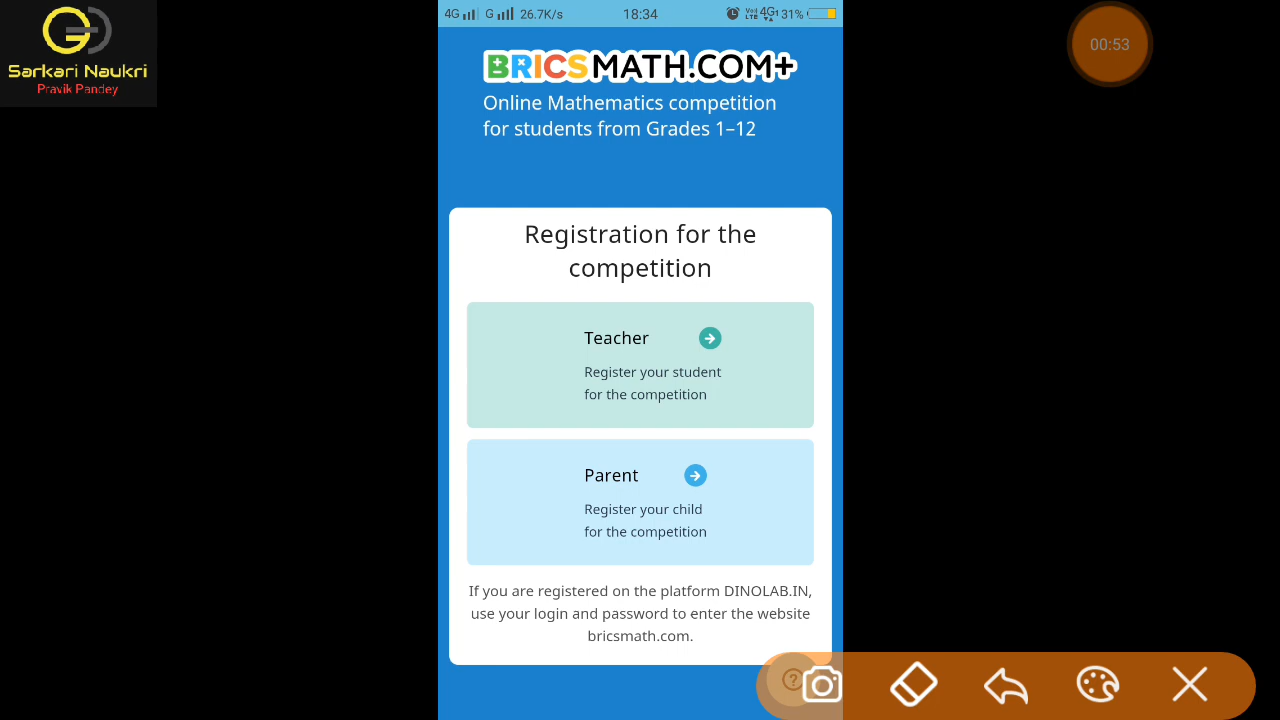 Sarkari Naukri
Pravik Pandey
4G G 26.7K/s 18:34 VoD LTE 4G 31%
00:53
BRICSMATH.COM+
Online Mathematics competition
for students from Grades 1–12
Registration for the
competition
Teacher
Register your student
for the competition
Parent
Register your child
for the competition
If you are registered on the platform DINOLAB.IN,
use your login and password to enter the website
bricsmath.com.